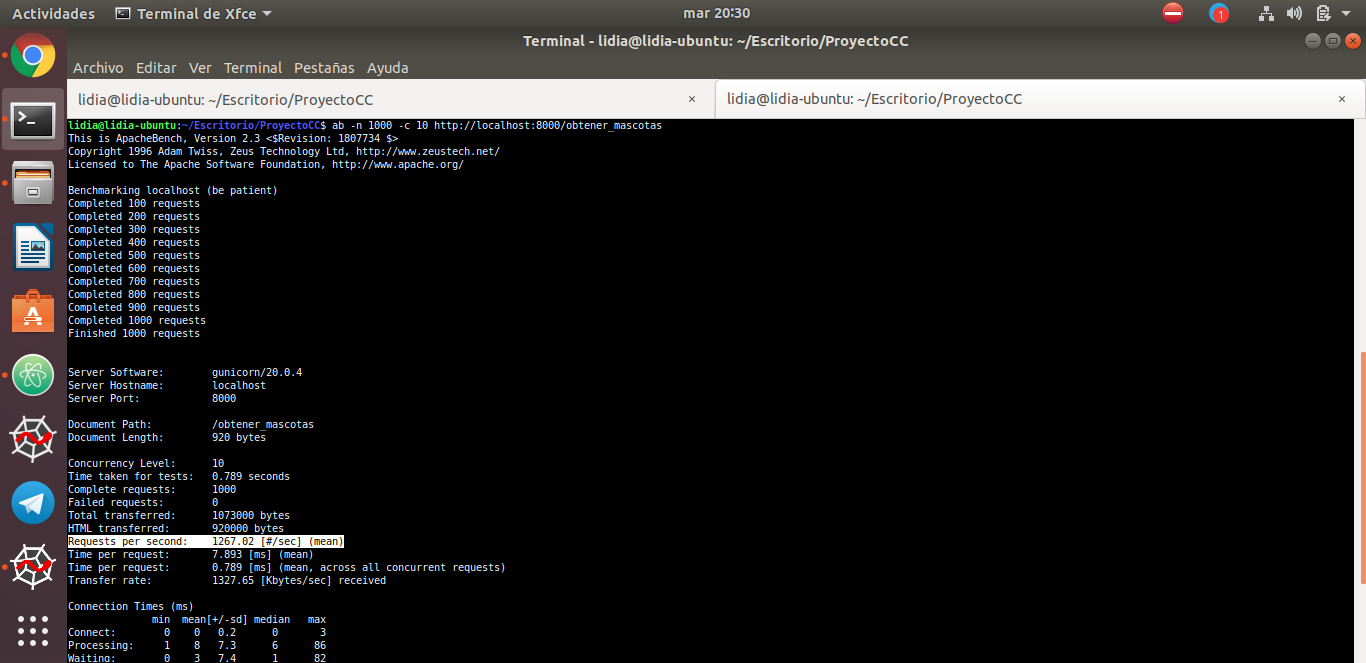 Actividades Terminal de Xfce mar 20:30 1
Terminal - lidia@lidia-ubuntu: ~/Escritorio/ProyectoCC
Archivo Editar Ver Terminal Pestañas Ayuda
lidia@lidia-ubuntu: ~/Escritorio/ProyectoCC × lidia@lidia-ubuntu: ~/Escritorio/ProyectoCC ×
lidia@lidia-ubuntu:~/Escritorio/ProyectoCC$ ab -n 1000 -c 10 http://localhost:8000/obtener_mascotas
This is ApacheBench, Version 2.3 <$Revision: 1807734 $>
Copyright 1996 Adam Twiss, Zeus Technology Ltd, http://www.zeustech.net/
Licensed to The Apache Software Foundation, http://www.apache.org/

Benchmarking localhost (be patient)
Completed 100 requests
Completed 200 requests
Completed 300 requests
Completed 400 requests
Completed 500 requests
Completed 600 requests
Completed 700 requests
Completed 800 requests
Completed 900 requests
Completed 1000 requests
Finished 1000 requests

Server Software: gunicorn/20.0.4
Server Hostname: localhost
Server Port: 8000

Document Path: /obtener_mascotas
Document Length: 920 bytes

Concurrency Level: 10
Time taken for tests: 0.789 seconds
Complete requests: 1000
Failed requests: 0
Total transferred: 1073000 bytes
HTML transferred: 920000 bytes
Requests per second: 1267.02 [#/sec] (mean)
Time per request: 7.893 [ms] (mean)
Time per request: 0.789 [ms] (mean, across all concurrent requests)
Transfer rate: 1327.65 [Kbytes/sec] received

Connection Times (ms)
min mean[+/-sd] median max
Connect: 0 0 0.2 0 3
Processing: 1 8 7.3 6 86
Waiting: 0 3 7.4 1 82